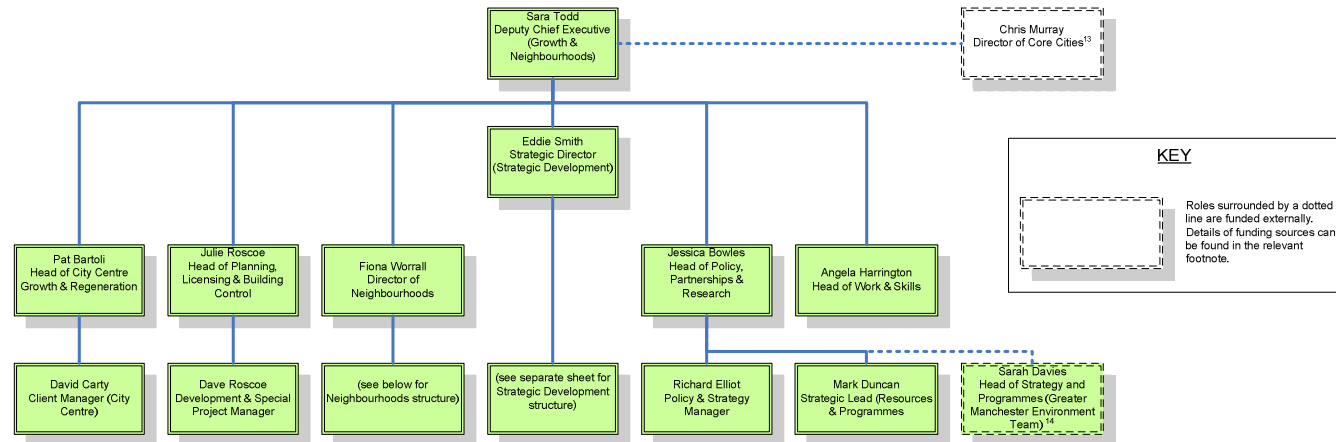 Sara Todd
Deputy Chief Executive
(Growth &
Neighbourhoods)
Chris Murray
Director of Core Cities13
Eddie Smith
Strategic Director
(Strategic Development)
KEY
Roles surrounded by a dotted
line are funded externally.
Details of funding sources can
be found in the relevant
footnote.
Pat Bartoli
Head of City Centre
Growth & Regeneration
Julie Roscoe
Head of Planning,
Licensing & Building
Control
Fiona Worrall
Director of
Neighbourhoods
Jessica Bowles
Head of Policy,
Partnerships &
Research
Angela Harrington
Head of Work & Skills
David Carty
Client Manager (City
Centre)
Dave Roscoe
Development & Special
Project Manager
(see below for
Neighbourhoods structure)
(see separate sheet for
Strategic Development
structure)
Richard Elliot
Policy & Strategy
Manager
Mark Duncan
Strategic Lead (Resources
& Programmes
Sarah Davies
Head of Strategy and
Programmes (Greater
Manchester Environment
Team) 14